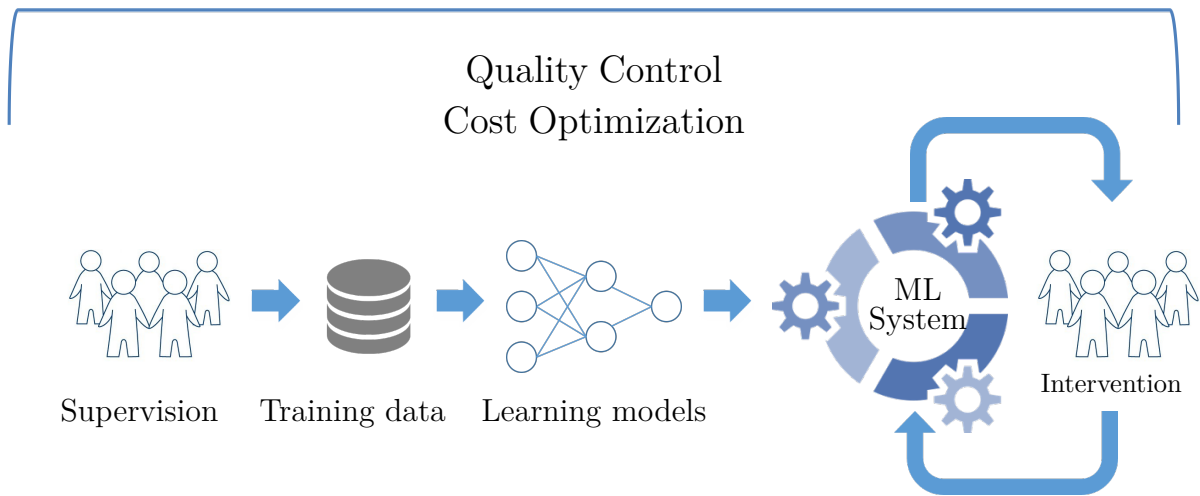 Quality Control
Cost Optimization
ML
System
Intervention
Supervision
Training data
Learning models